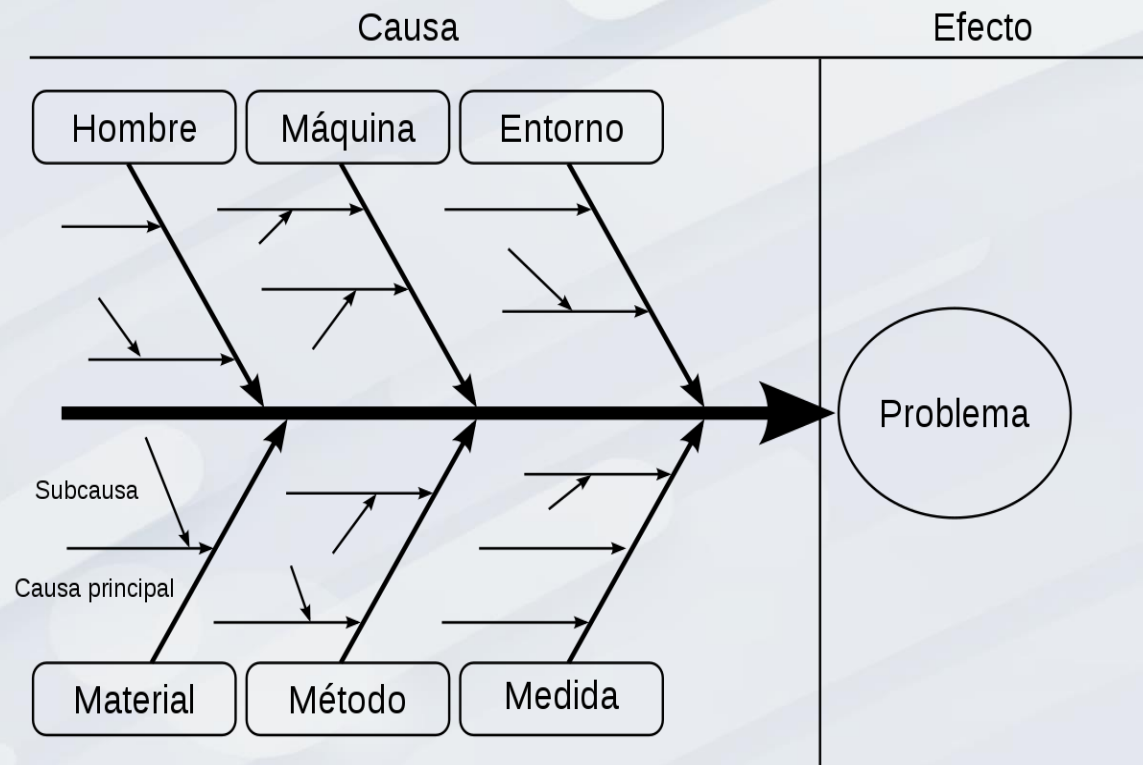 Causa
Efecto
Hombre
Máquina
Entorno
Problema
Subcausa
Causa principal
Material
Método
Medida